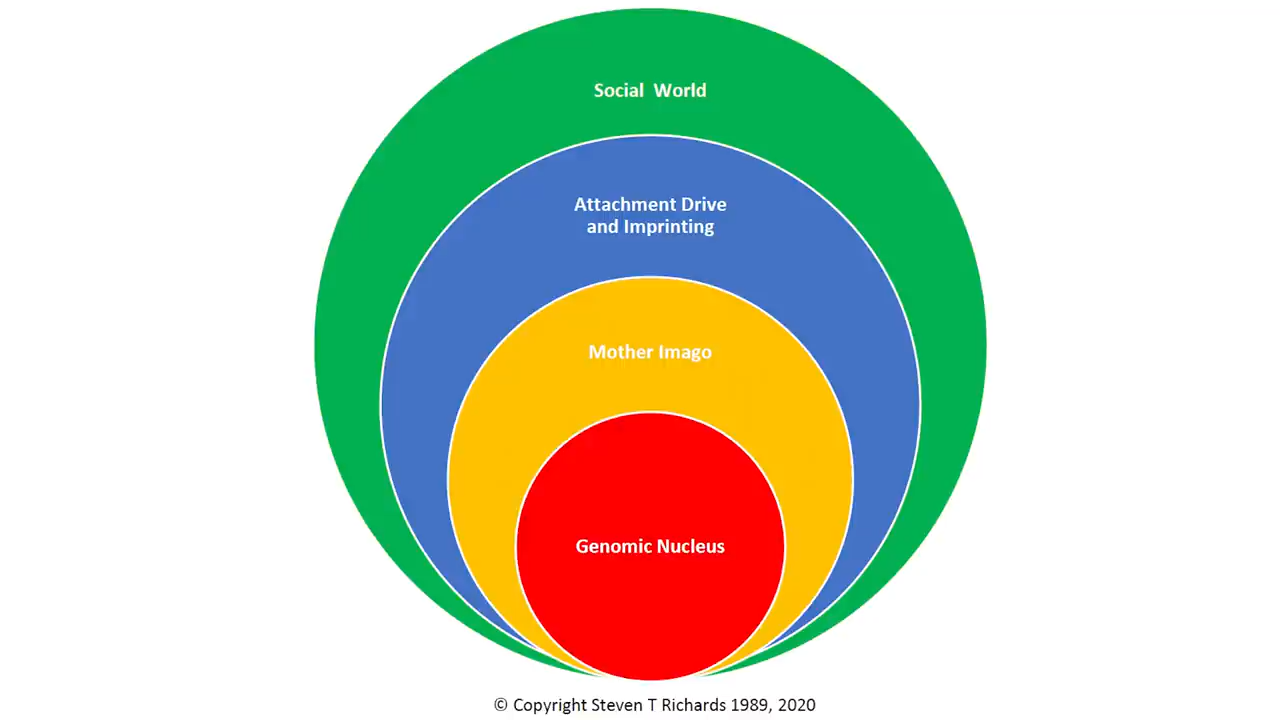 Social World
Attachment Drive
and Imprinting
Mother Imago
Genomic Nucleus
© Copyright Steven T Richards 1989, 2020